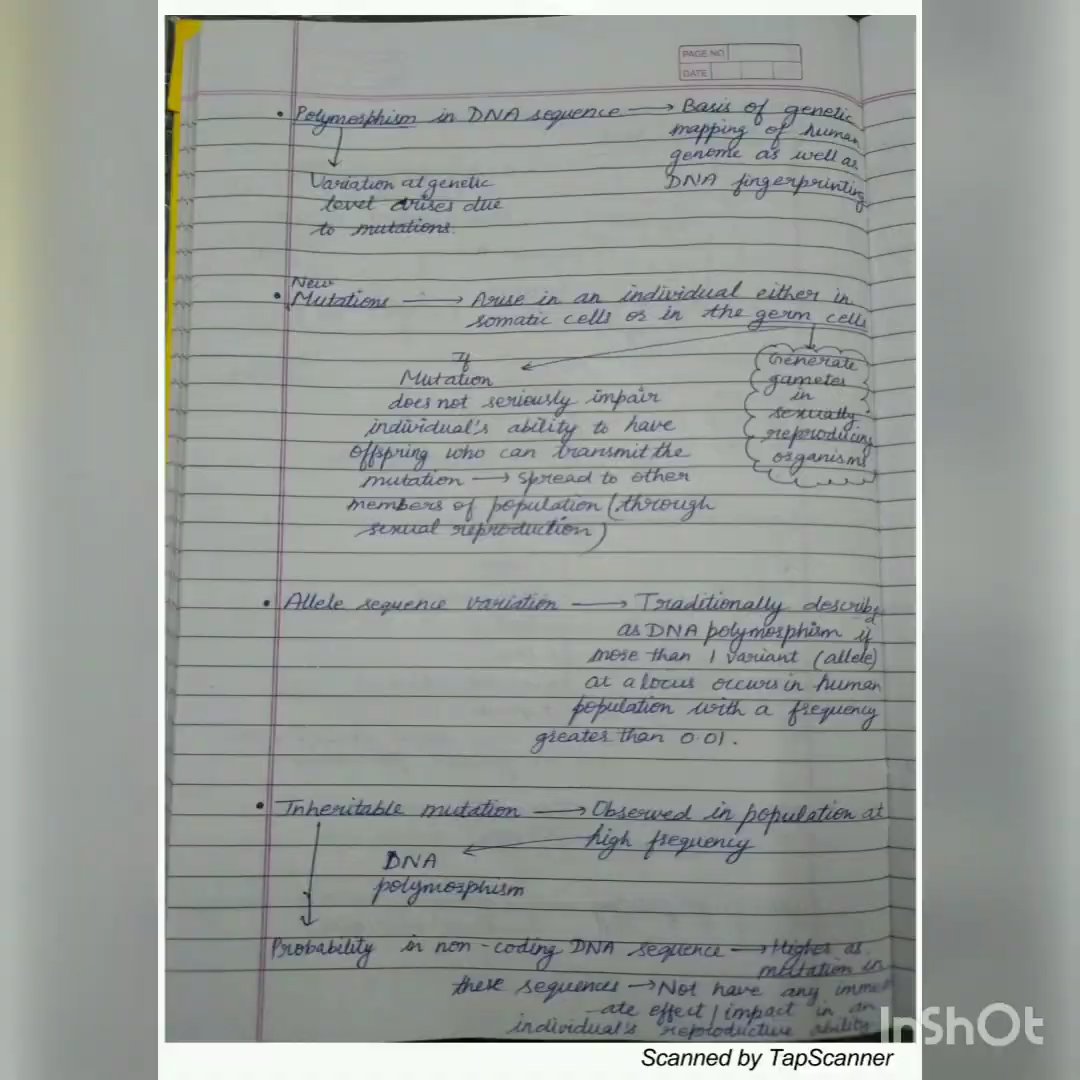 PAGE NO
DATE
• Polymorphism in DNA sequence → Basis of genetic
mapping of human
genome as well as
DNA fingerprinting
Variation at genetic
level arises due
to mutations.
New
• Mutations → Arise in an individual either in
somatic cells or in the germ cells
Generate
gametes
in
sexually
reproducing
organisms
If
Mutation
does not seriously impair
individual's ability to have
offspring who can transmit the
mutation → spread to other
members of population (through
sexual reproduction)
• Allele sequence variation → Traditionally described
as DNA polymorphism if
more than 1 variant (allele)
at a locus occurs in human
population with a frequency
greater than 0.01.
• Inheritable mutation → Observed in population at
high frequency
DNA
polymorphism
Probability in non-coding DNA sequence → Higher as
mutation in
these sequences → Not have any immedi
-ate effect / impact in an
individual's reproductive ability
InShOt
Scanned by TapScanner